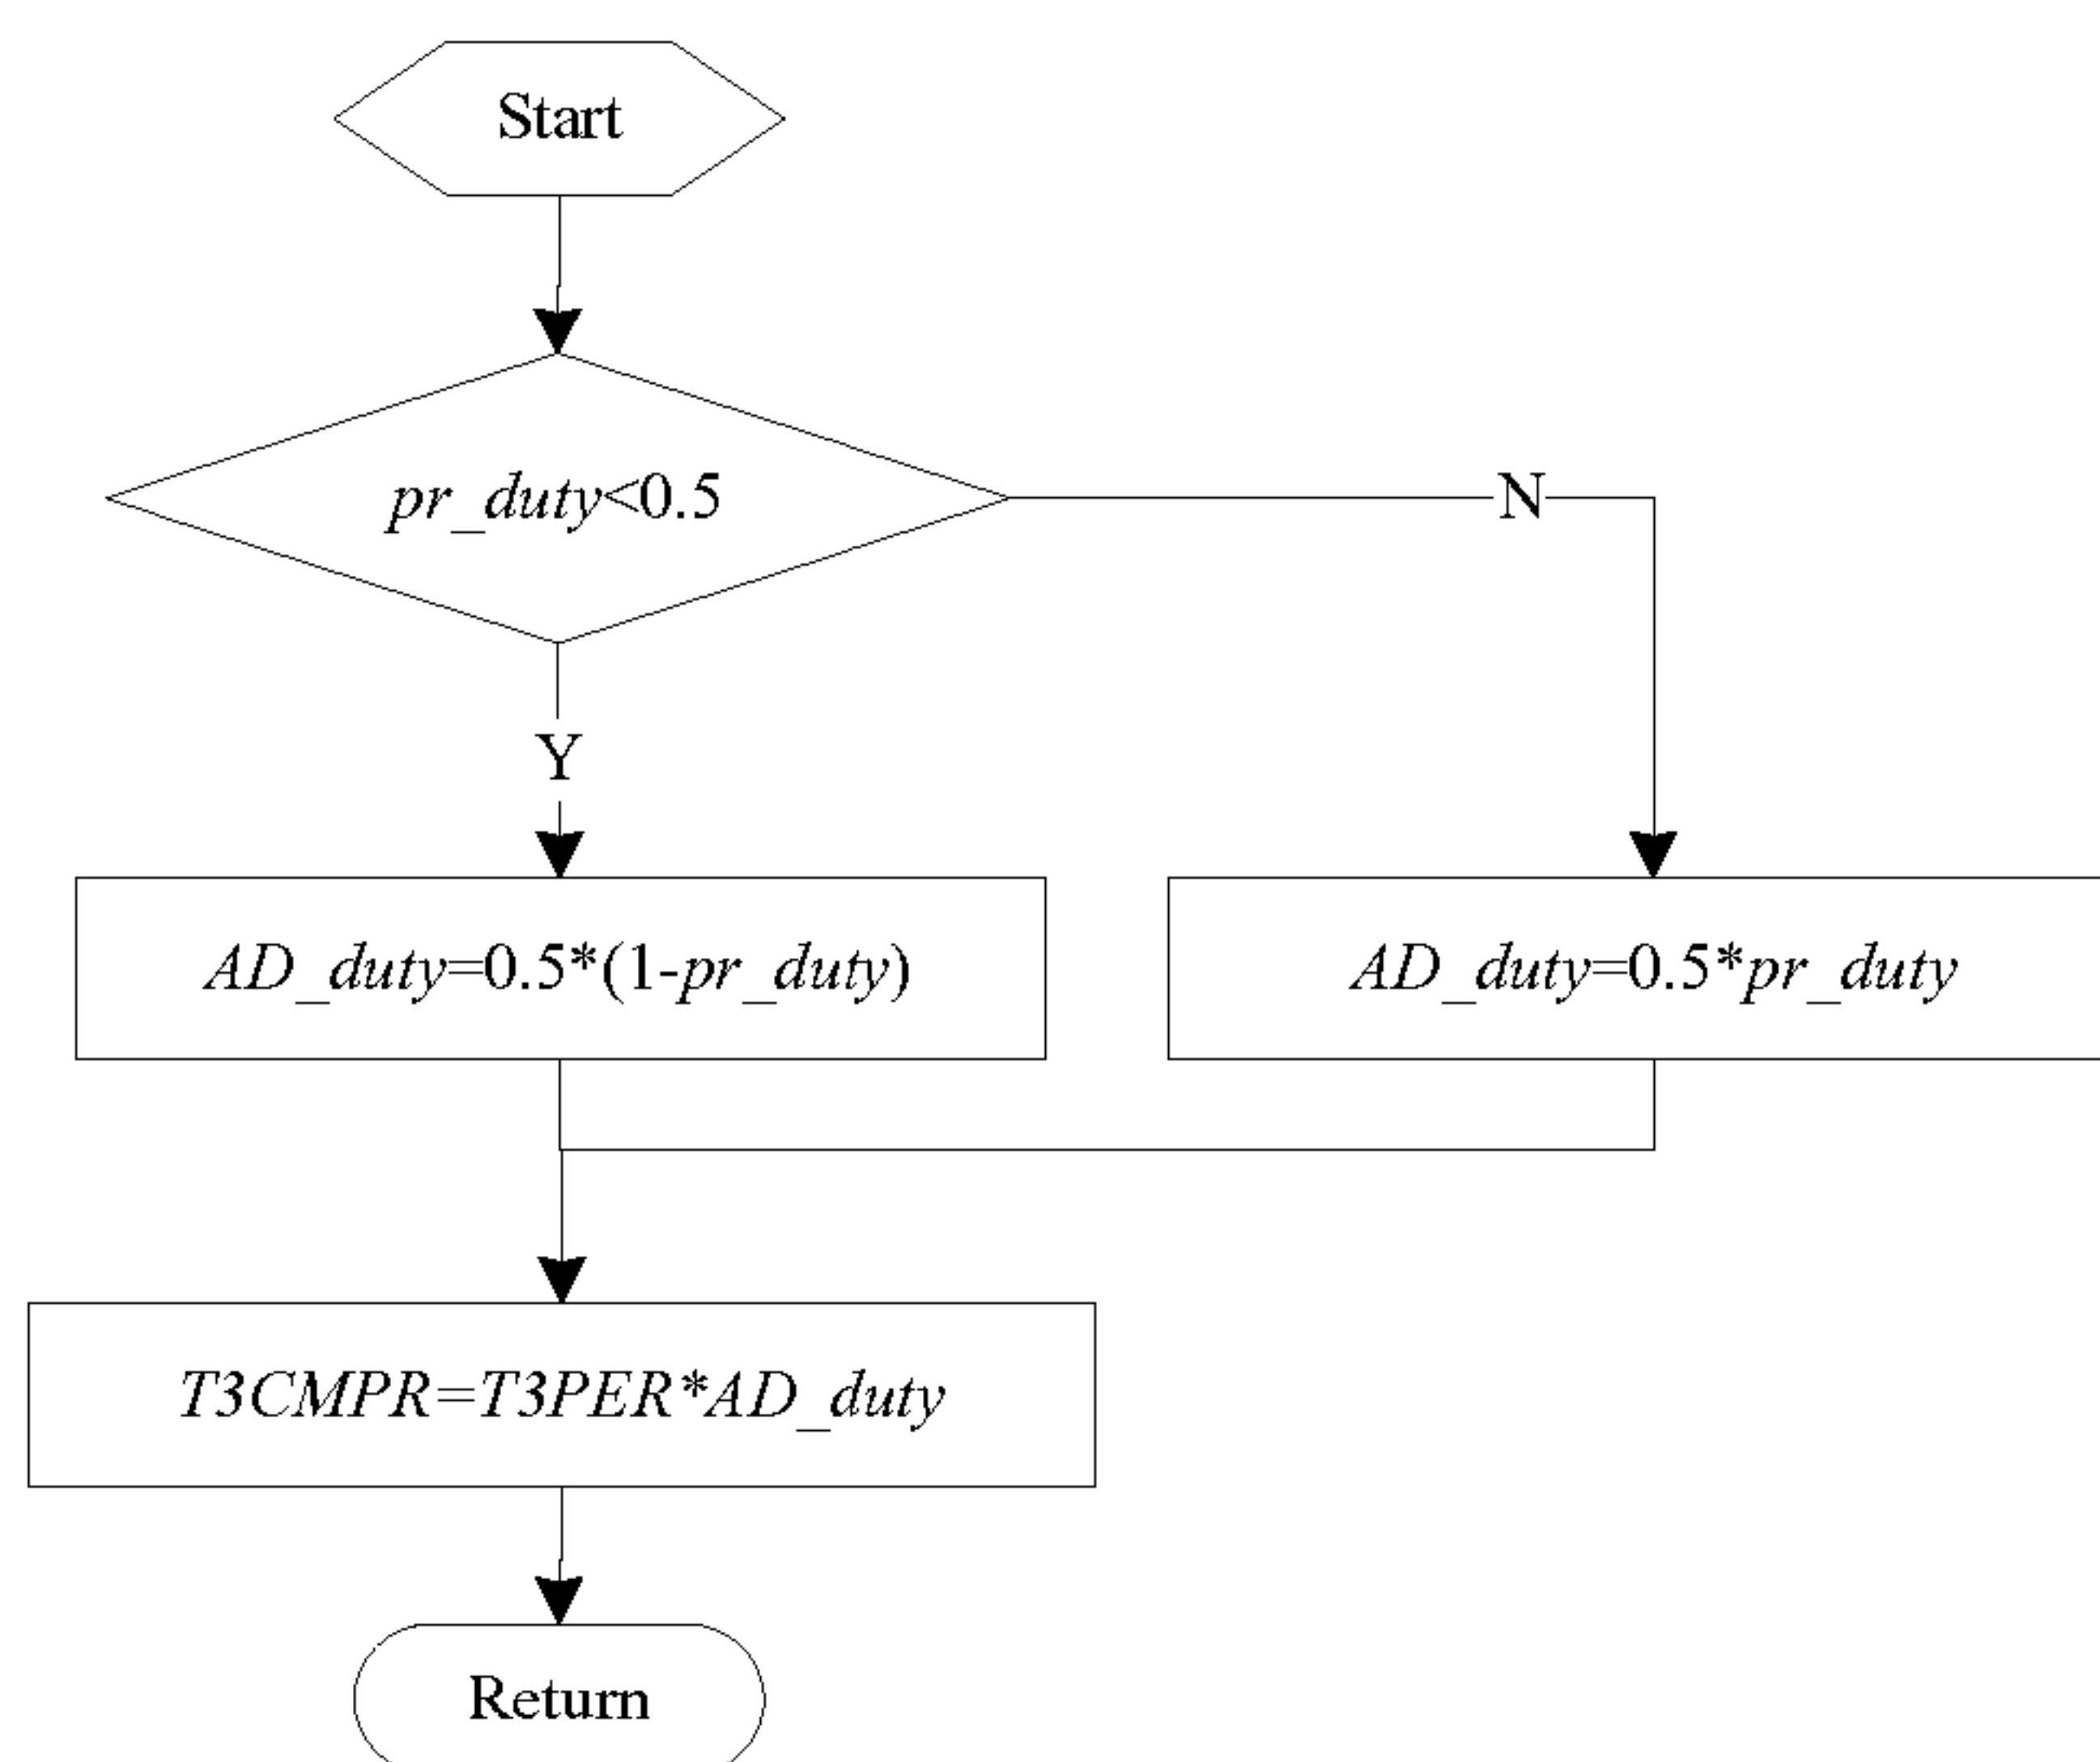 Start
pr_duty<0.5
N
Y
AD_duty=0.5*(1-pr_duty)
AD_duty=0.5*pr_duty
T3CMPR=T3PER*AD_duty
Return